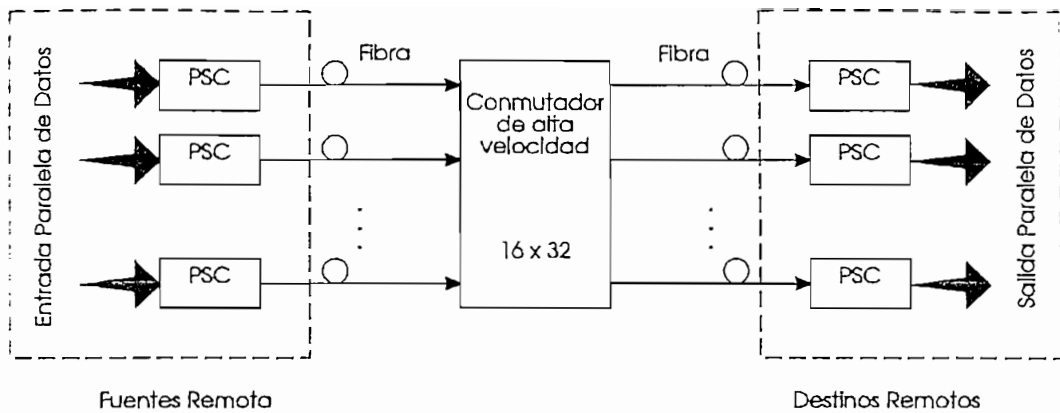 Entrada Paralela de Datos
PSC
PSC
PSC
Fibra
Conmutador
de alta
velocidad
16 x 32
Fibra
PSC
PSC
PSC
Salida Paralela de Datos
Fuentes Remota
Destinos Remotos